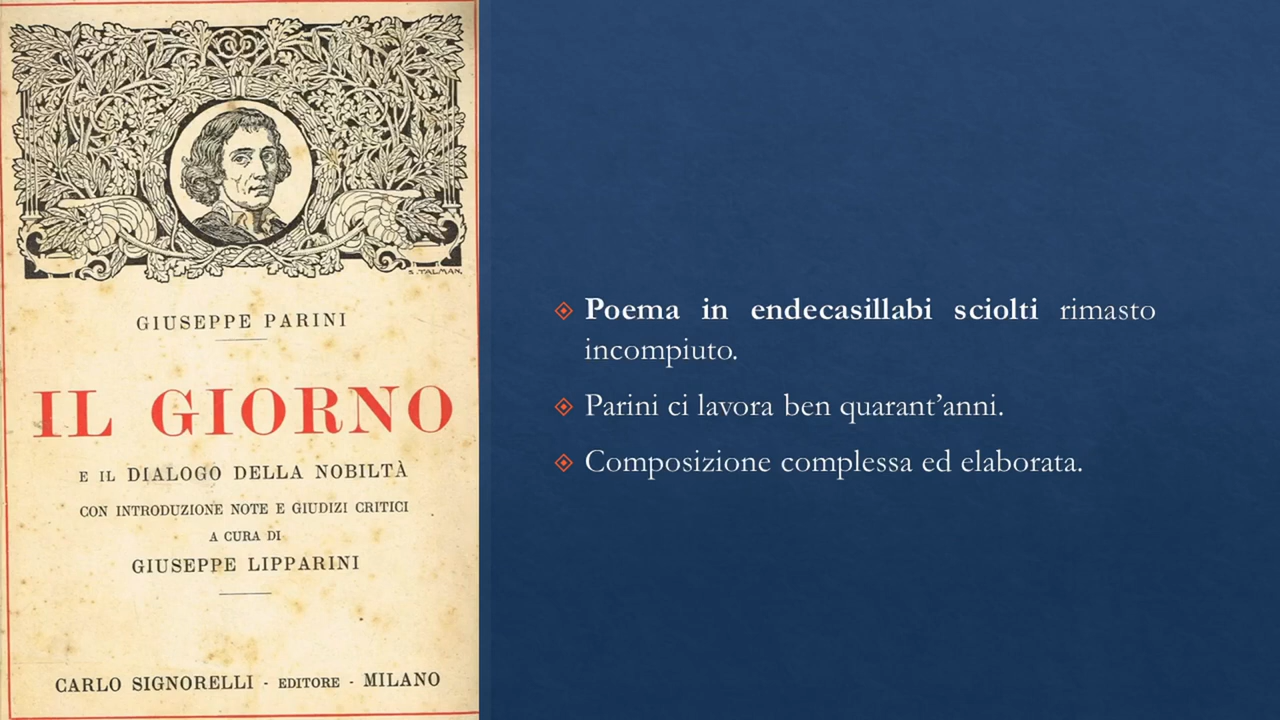 S. TALMAN.
GIUSEPPE PARINI
IL GIORNO
E IL DIALOGO DELLA NOBILTÀ
CON INTRODUZIONE NOTE E GIUDIZI CRITICI
A CURA DI
GIUSEPPE LIPPARINI
CARLO SIGNORELLI - EDITORE - MILANO
Poema in endecasillabi sciolti rimasto
incompiuto.
Parini ci lavora ben quarant’anni.
Composizione complessa ed elaborata.